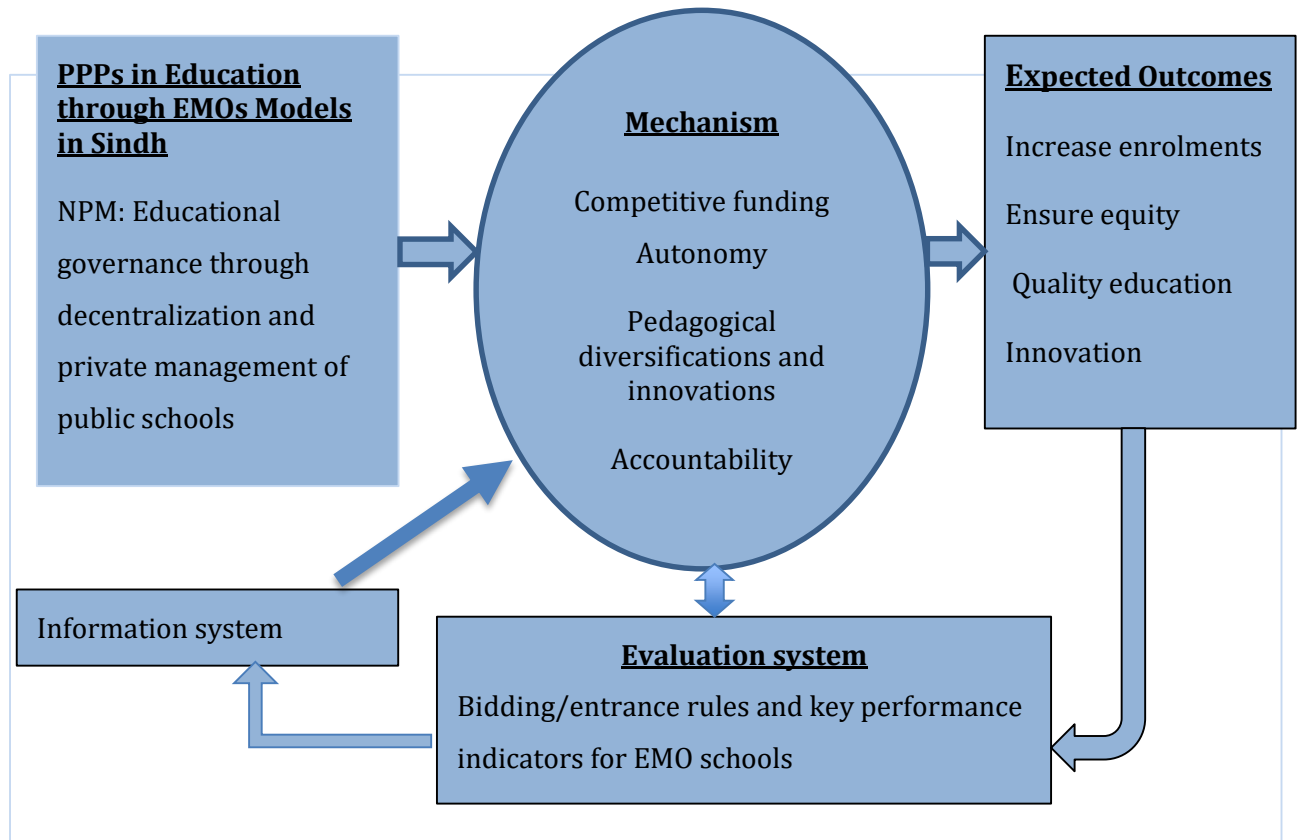 PPPs in Education
through EMOs Models
in Sindh
NPM: Educational
governance through
decentralization and
private management of
public schools
Mechanism
Competitive funding
Autonomy
Pedagogical
diversifications and
innovations
Accountability
Expected Outcomes
Increase enrolments
Ensure equity
Quality education
Innovation
Information system
Evaluation system
Bidding/entrance rules and key performance
indicators for EMO schools